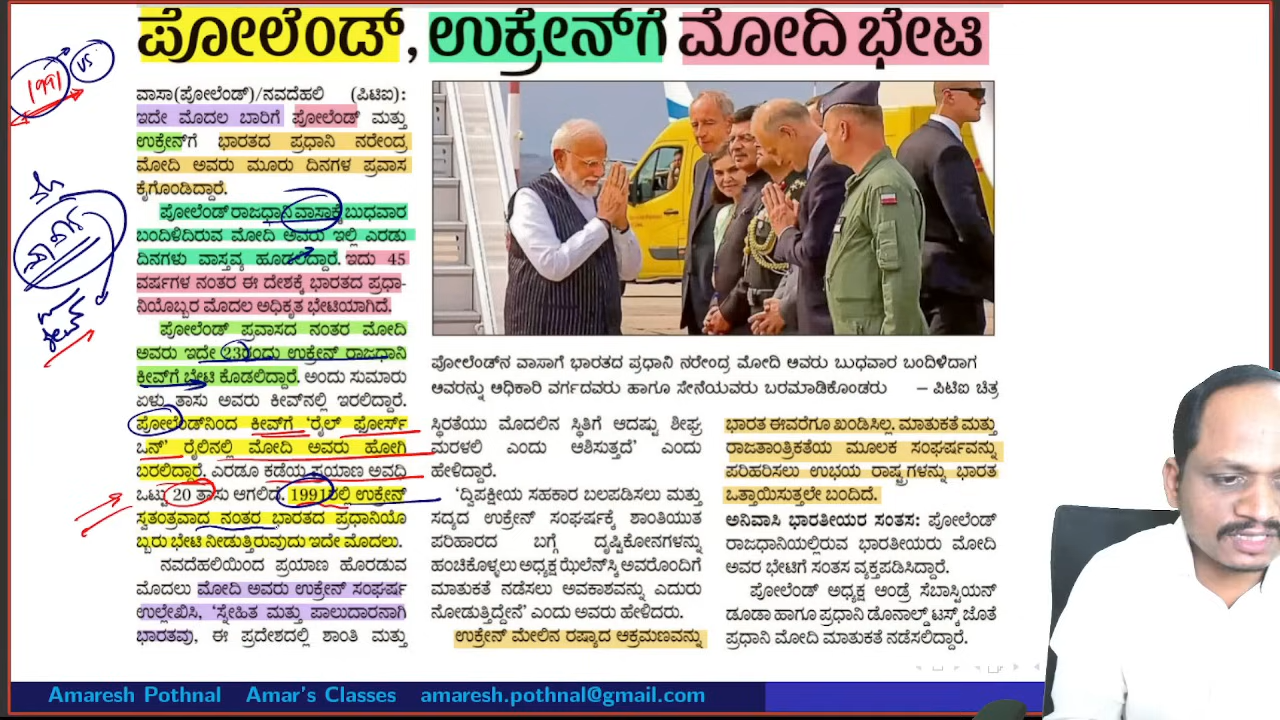 ಪೋಲೆಂಡ್, ಉಕ್ರೇನ್‌ಗೆ ಮೋದಿ ಭೇಟಿ
1991
US
ವಾಸಾ(ಪೋಲೆಂಡ್)/ನವದೆಹಲಿ (ಪಿಟಿಐ):
ಇದೇ ಮೊದಲ ಬಾರಿಗೆ ಪೋಲೆಂಡ್ ಮತ್ತು
ಉಕ್ರೇನ್‌ಗೆ ಭಾರತದ ಪ್ರಧಾನಿ ನರೇಂದ್ರ
ಮೋದಿ ಅವರು ಮೂರು ದಿನಗಳ ಪ್ರವಾಸ
ಕೈಗೊಂಡಿದ್ದಾರೆ.
ಪೋಲೆಂಡ್ ರಾಜಧಾನಿ ವಾಸಾಕ್ಕೆ ಬುಧವಾರ
ಬಂದಿಳಿದಿರುವ ಮೋದಿ ಅವರು ಇಲ್ಲಿ ಎರಡು
ದಿನಗಳು ವಾಸ್ತವ್ಯ ಹೂಡಲಿದ್ದಾರೆ. ಇದು 45
ವರ್ಷಗಳ ನಂತರ ಈ ದೇಶಕ್ಕೆ ಭಾರತದ ಪ್ರಧಾ-
ನಿಯೊಬ್ಬರ ಮೊದಲ ಅಧಿಕೃತ ಭೇಟಿಯಾಗಿದೆ.
ಪೋಲೆಂಡ್ ಪ್ರವಾಸದ ನಂತರ ಮೋದಿ
ಅವರು ಇದೇ 23ರಂದು ಉಕ್ರೇನ್ ರಾಜಧಾನಿ
ಕ್ರೀವ್‌ಗೆ ಭೇಟಿ ಕೊಡಲಿದ್ದಾರೆ. ಅಂದು ಸುಮಾರು
ಏಳು ತಾಸು ಅವರು ಕೀವ್‌ನಲ್ಲಿ ಇರಲಿದ್ದಾರೆ.
ಪೋಲೆಂಡ್‌ನಿಂದ ಕೀವ್‌ಗೆ ‘ರೈಲ್ ಫೋರ್ಸ್
ಒನ್’ ರೈಲಿನಲ್ಲಿ ಮೋದಿ ಅವರು ಹೋಗಿ
ಬರಲಿದ್ದಾರೆ. ಎರಡೂ ಕಡೆಯ ಪ್ರಯಾಣ ಅವಧಿ
ಒಟ್ಟು 20 ತಾಸು ಆಗಲಿದೆ. 1991ರಲ್ಲಿ ಉಕ್ರೇನ್
ಸ್ವತಂತ್ರವಾದ ನಂತರ ಭಾರತದ ಪ್ರಧಾನಿಯೊ
ಬ್ಬರು ಭೇಟಿ ನೀಡುತ್ತಿರುವುದು ಇದೇ ಮೊದಲು.
ನವದೆಹಲಿಯಿಂದ ಪ್ರಯಾಣ ಹೊರಡುವ
ಮೊದಲು ಮೋದಿ ಅವರು ಉಕ್ರೇನ್ ಸಂಘರ್ಷ
ಉಲ್ಲೇಖಿಸಿ, ‘ಸ್ನೇಹಿತ ಮತ್ತು ಪಾಲುದಾರನಾಗಿ
ಭಾರತವು, ಈ ಪ್ರದೇಶದಲ್ಲಿ ಶಾಂತಿ ಮತ್ತು
ಪೋಲೆಂಡ್‌ನ ವಾಸಾಗೆ ಭಾರತದ ಪ್ರಧಾನಿ ನರೇಂದ್ರ ಮೋದಿ ಅವರು ಬುಧವಾರ ಬಂದಿಳಿದಾಗ
ಅವರನ್ನು ಅಧಿಕಾರಿ ವರ್ಗದವರು ಹಾಗೂ ಸೇನೆಯವರು ಬರಮಾಡಿಕೊಂಡರು – ಪಿಟಿಐ ಚಿತ್ರ
ಸ್ಥಿರತೆಯು ಮೊದಲಿನ ಸ್ಥಿತಿಗೆ ಆದಷ್ಟು ಶೀಘ್ರ
ಮರಳಲಿ ಎಂದು ಆಶಿಸುತ್ತದೆ’ ಎಂದು
ಹೇಳಿದ್ದಾರೆ.
‘ದ್ವಿಪಕ್ಷೀಯ ಸಹಕಾರ ಬಲಪಡಿಸಲು ಮತ್ತು
ಸದ್ಯದ ಉಕ್ರೇನ್ ಸಂಘರ್ಷಕ್ಕೆ ಶಾಂತಿಯುತ
ಪರಿಹಾರದ ಬಗ್ಗೆ ದೃಷ್ಟಿಕೋನಗಳನ್ನು
ಹಂಚಿಕೊಳ್ಳಲು ಅಧ್ಯಕ್ಷ ಝೆಲೆನ್‌ಸ್ಕಿ ಅವರೊಂದಿಗೆ
ಮಾತುಕತೆ ನಡೆಸಲು ಅವಕಾಶವನ್ನು ಎದುರು
ನೋಡುತ್ತಿದ್ದೇನೆ’ ಎಂದು ಅವರು ಹೇಳಿದರು.
ಉಕ್ರೇನ್ ಮೇಲಿನ ರಷ್ಯಾದ ಆಕ್ರಮಣವನ್ನು
ಭಾರತ ಈವರೆಗೂ ಖಂಡಿಸಿಲ್ಲ. ಮಾತುಕತೆ ಮತ್ತು
ರಾಜತಾಂತ್ರಿಕತೆಯ ಮೂಲಕ ಸಂಘರ್ಷವನ್ನು
ಪರಿಹರಿಸಲು ಉಭಯ ರಾಷ್ಟ್ರಗಳನ್ನು ಭಾರತ
ಒತ್ತಾಯಿಸುತ್ತಲೇ ಬಂದಿದೆ.
ಅನಿವಾಸಿ ಭಾರತೀಯರ ಸಂತಸ: ಪೋಲೆಂಡ್
ರಾಜಧಾನಿಯಲ್ಲಿರುವ ಭಾರತೀಯರು ಮೋದಿ
ಅವರ ಭೇಟಿಗೆ ಸಂತಸ ವ್ಯಕ್ತಪಡಿಸಿದ್ದಾರೆ.
ಪೋಲೆಂಡ್ ಅಧ್ಯಕ್ಷ ಆಂಡ್ರೆ ಸೆಬಾಸ್ಟಿಯನ್
ಡೂಡಾ ಹಾಗೂ ಪ್ರಧಾನಿ ಡೊನಾಲ್ಡ್ ಟಸ್ಕ್ ಜೊತೆ
ಪ್ರಧಾನಿ ಮೋದಿ ಮಾತುಕತೆ ನಡೆಸಲಿದ್ದಾರೆ.
Amaresh Pothnal Amar's Classes amaresh.pothnal@gmail.com